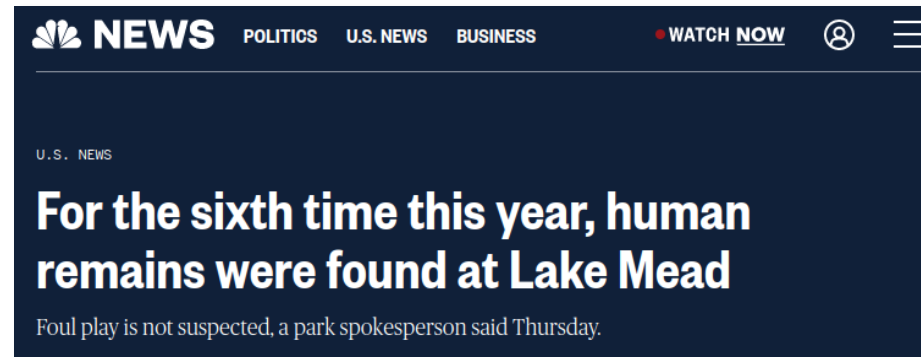 NEWS POLITICS U.S. NEWS BUSINESS WATCH NOW
U.S. NEWS
For the sixth time this year, human
remains were found at Lake Mead
Foul play is not suspected, a park spokesperson said Thursday.